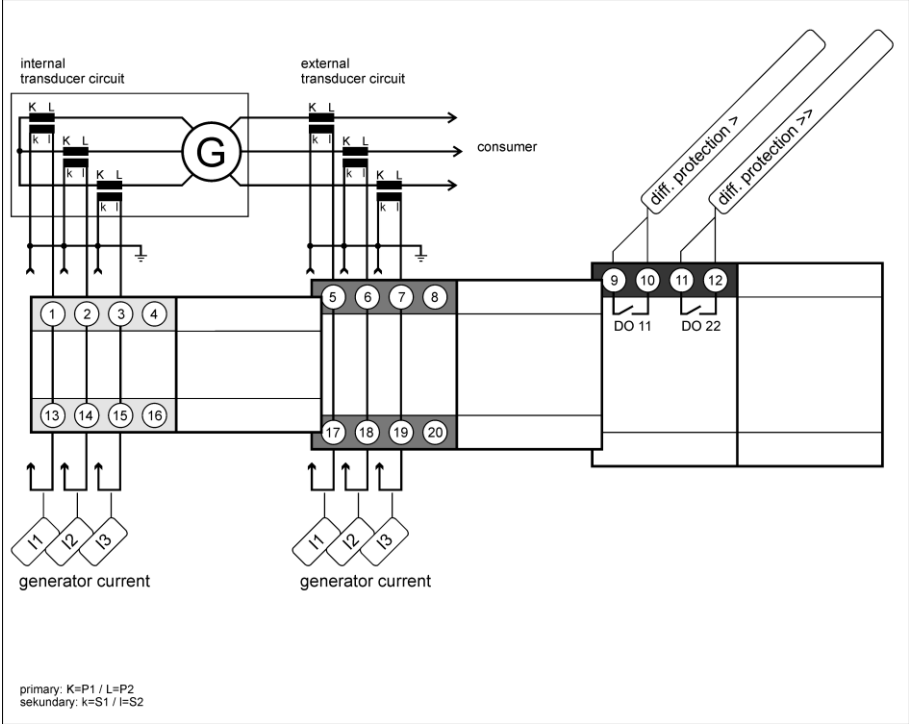 internal
transducer circuit
external
transducer circuit
K L
k l
K L
k l
K L
k l
G
K L
k l
K L
k l
K L
k l
consumer
diff. protection >
diff. protection >>
1 2 3 4
5 6 7 8
9 10 11 12
DO 11 DO 22
13 14 15 16
17 18 19 20
I1 I2 I3
generator current
I1 I2 I3
generator current
primary: K=P1 / L=P2
sekundary: k=S1 / l=S2